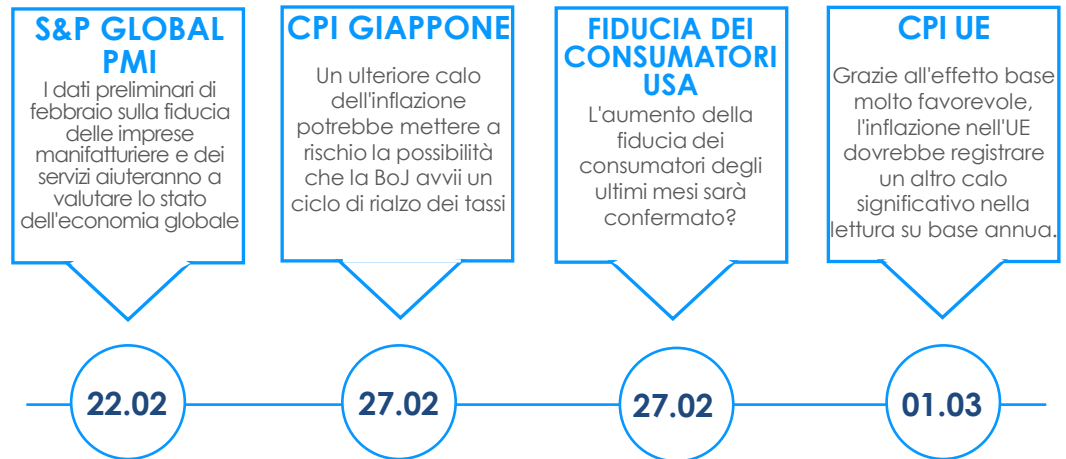 S&P GLOBAL
PMI
I dati preliminari di
febbraio sulla fiducia
delle imprese
manifatturiere e dei
servizi aiuteranno a
valutare lo stato
dell'economia globale
22.02
CPI GIAPPONE
Un ulteriore calo
dell'inflazione
potrebbe mettere a
rischio la possibilità
che la BoJ avvii un
ciclo di rialzo dei tassi
27.02
FIDUCIA DEI
CONSUMATORI
USA
L'aumento della
fiducia dei
consumatori degli
ultimi mesi sarà
confermato?
27.02
CPI UE
Grazie all'effetto base
molto favorevole,
l'inflazione nell'UE
dovrebbe registrare
un altro calo
significativo nella
lettura su base annua.
01.03